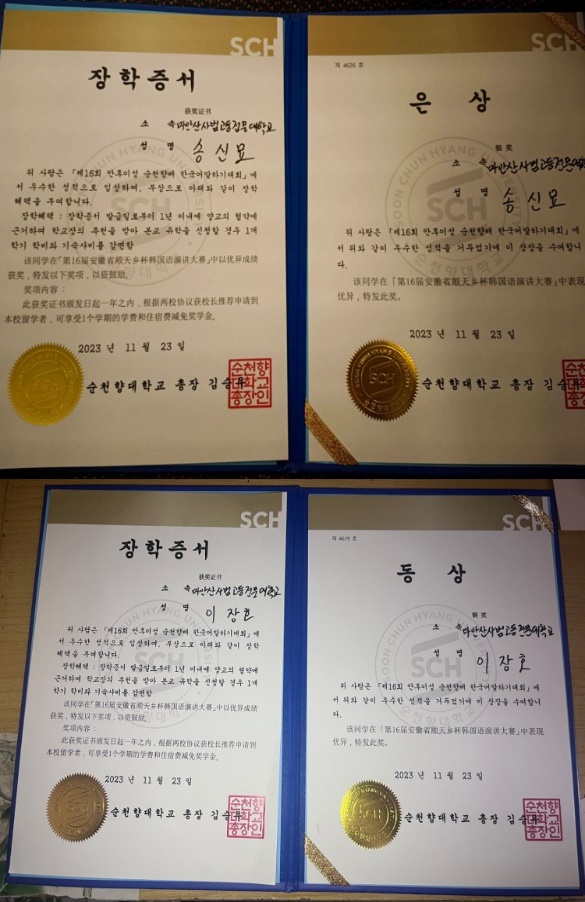 SCH
장학증서
获奖证书
소 속 마안산사범고등전문대학교
성 명 송신묘
위 사람은 「제16회 안후이성 순천향배 한국어말하기대회」에
서 우수한 성적으로 입상하여, 부상으로 아래와 같이 장학
혜택을 부여합니다.
장학혜택 : 장학증서 발급일로부터 1년 이내에 양교의 협약에
근거하여 학교장의 추천을 받아 본교 유학을 신청할 경우 1개
학기 학비와 기숙사비를 감면함
该同学在「第16届安徽省顺天乡杯韩国语演讲大赛」中以优异成绩
获奖，特发以下奖项，以资鼓励。
奖项内容：
此获奖证书颁发日起一年之内，根据两校协议获校长推荐申请到
本校留学者，可享受1个学期的学费和住宿费减免奖学金。
2023 년 11 월 23 일
순천향대학교 총장 김승우
순천향
대학교
총장인
SCH
제 4626 호
은 상
银 奖
소 속 마안산사범고등전문대
성 명 송신묘
위 사람은 「제16회 안후이성 순천향배 한국어말하기대회」에
서 위와 같이 우수한 성적을 거두었기에 이 상장을 수여합니
다.
该同学在「第16届安徽省顺天乡杯韩国语演讲大赛」中表现
优异，特发此奖。
2023 년 11 월 23 일
SCH
순천향대학교 총장 김승우
SCH
장학증서
获奖证书
소 속 마안산사범고등전문대학교
성 명 이장호
위 사람은 「제16회 안후이성 순천향배 한국어말하기대회」에
서 우수한 성적으로 입상하여, 부상으로 아래와 같이 장학
혜택을 부여합니다.
장학혜택 : 장학증서 발급일로부터 1년 이내에 양교의 협약에
근거하여 학교장의 추천을 받아 본교 유학을 신청할 경우 1개
학기 학비와 기숙사비를 감면함
该同学在「第16届安徽省顺天乡杯韩国语演讲大赛」中以优异成绩
获奖，特发以下奖项，以资鼓励。
奖项内容：
此获奖证书颁发日起一年之内，根据两校协议获校长推荐申请到
本校留学者，可享受1个学期的学费和住宿费减免奖学金。
2023 년 11 월 23 일
순천향대학교 총장 김승우
순천향
대학교
총장인
SCH
제 4629 호
동 상
铜 奖
소 속 마안산사범고등전문대학교
성 명 이장호
위 사람은 「제16회 안후이성 순천향배 한국어말하기대회」에
서 위와 같이 우수한 성적을 거두었기에 이 상장을 수여합니
다.
该同学在「第16届安徽省顺天乡杯韩国语演讲大赛」中表现
优异，特发此奖。
2023 년 11 월 23 일
SCH
순천향대학교 총장 김승우
순천향
대학교
총장인